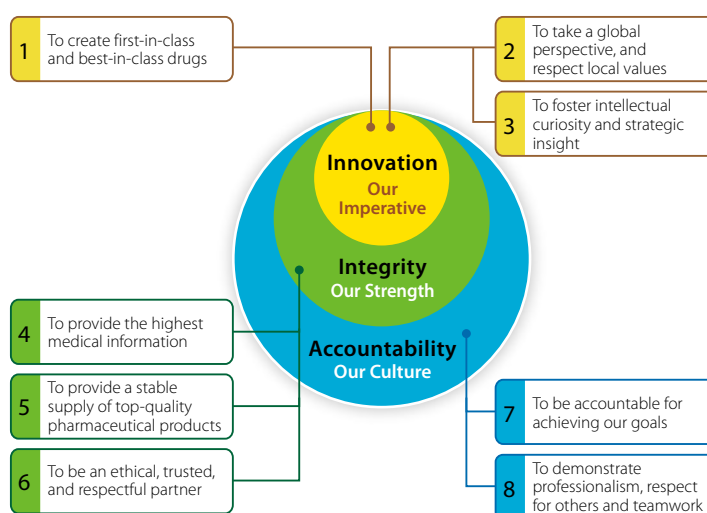 1
To create first-in-class
and best-in-class drugs
2
To take a global
perspective, and
respect local values
3
To foster intellectual
curiosity and strategic
insight
Innovation
Our
Imperative
Integrity
Our Strength
Accountability
Our Culture
4
To provide the highest
medical information
5
To provide a stable
supply of top-quality
pharmaceutical products
6
To be an ethical, trusted,
and respectful partner
7
To be accountable for
achieving our goals
8
To demonstrate
professionalism, respect
for others and teamwork